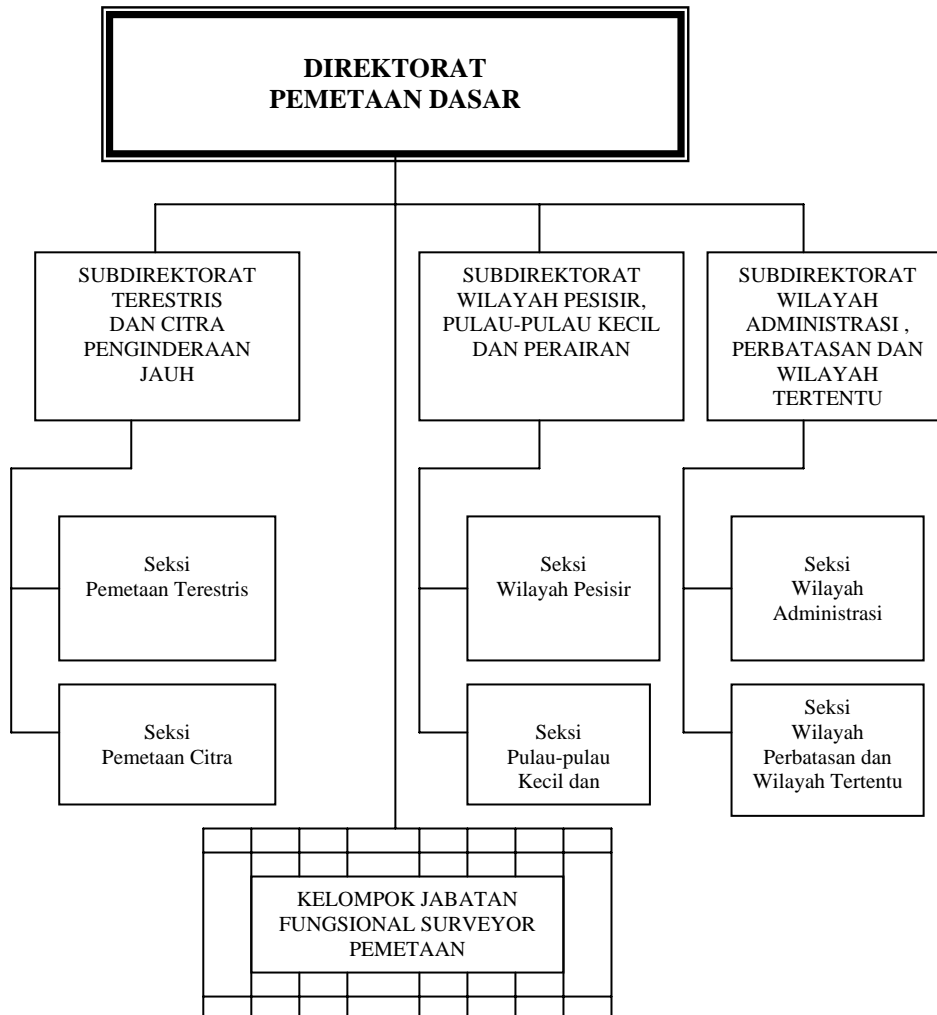 DIREKTORAT
PEMETAAN DASAR
SUBDIREKTORAT
TERESTRIS
DAN CITRA
PENGINDERAAN
JAUH
SUBDIREKTORAT
WILAYAH PESISIR,
PULAU-PULAU KECIL
DAN PERAIRAN
SUBDIREKTORAT
WILAYAH
ADMINISTRASI ,
PERBATASAN DAN
WILAYAH
TERTENTU
Seksi
Pemetaan Terestris
Seksi
Wilayah Pesisir
Seksi
Wilayah
Administrasi
Seksi
Pemetaan Citra
Seksi
Pulau-pulau
Kecil dan
Seksi
Wilayah
Perbatasan dan
Wilayah Tertentu
KELOMPOK JABATAN
FUNGSIONAL SURVEYOR
PEMETAAN